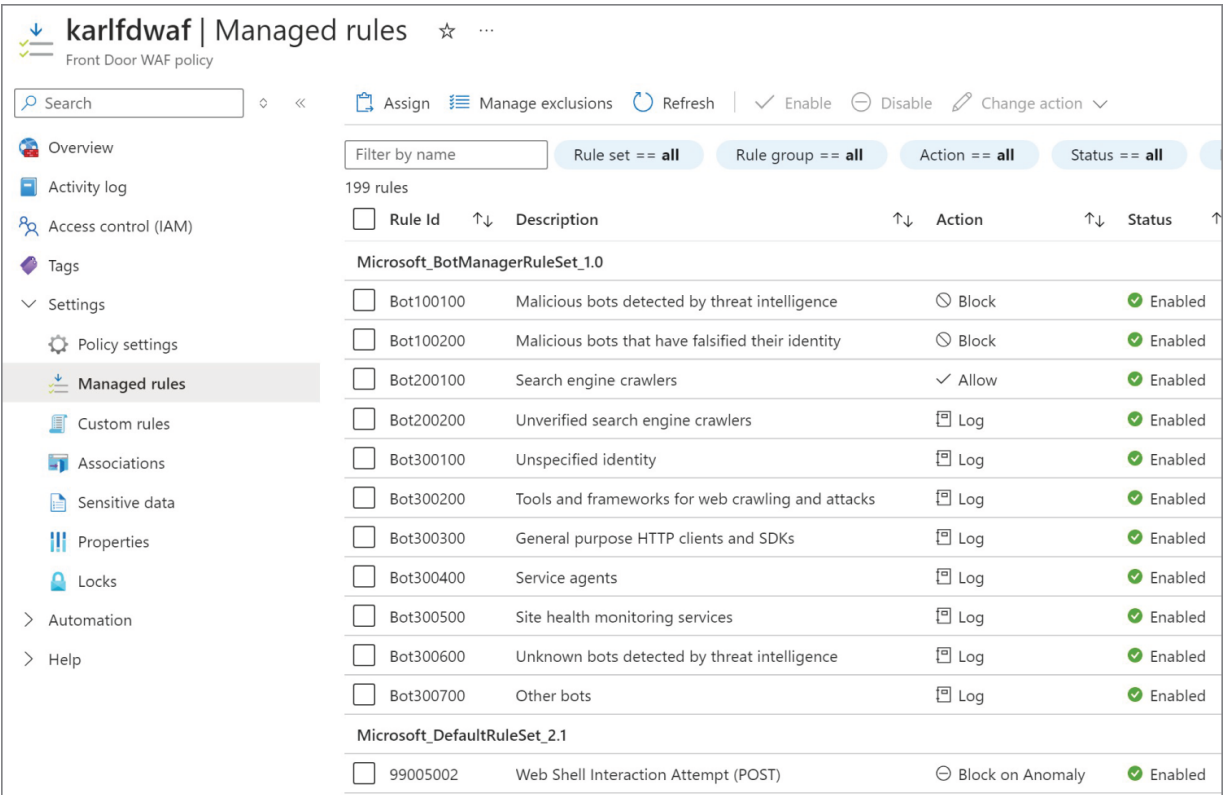 karlfdwaf | Managed rules ☆ ...
Front Door WAF policy
Search
Assign Manage exclusions Refresh Enable Disable Change action
Overview
Activity log
Access control (IAM)
Tags
Settings
Policy settings
Managed rules
Custom rules
Associations
Sensitive data
Properties
Locks
Automation
Help
Filter by name Rule set == all Rule group == all Action == all Status == all
199 rules
Rule Id Description Action Status
Microsoft_BotManagerRuleSet_1.0
Bot100100 Malicious bots detected by threat intelligence Block Enabled
Bot100200 Malicious bots that have falsified their identity Block Enabled
Bot200100 Search engine crawlers Allow Enabled
Bot200200 Unverified search engine crawlers Log Enabled
Bot300100 Unspecified identity Log Enabled
Bot300200 Tools and frameworks for web crawling and attacks Log Enabled
Bot300300 General purpose HTTP clients and SDKs Log Enabled
Bot300400 Service agents Log Enabled
Bot300500 Site health monitoring services Log Enabled
Bot300600 Unknown bots detected by threat intelligence Log Enabled
Bot300700 Other bots Log Enabled
Microsoft_DefaultRuleSet_2.1
99005002 Web Shell Interaction Attempt (POST) Block on Anomaly Enabled